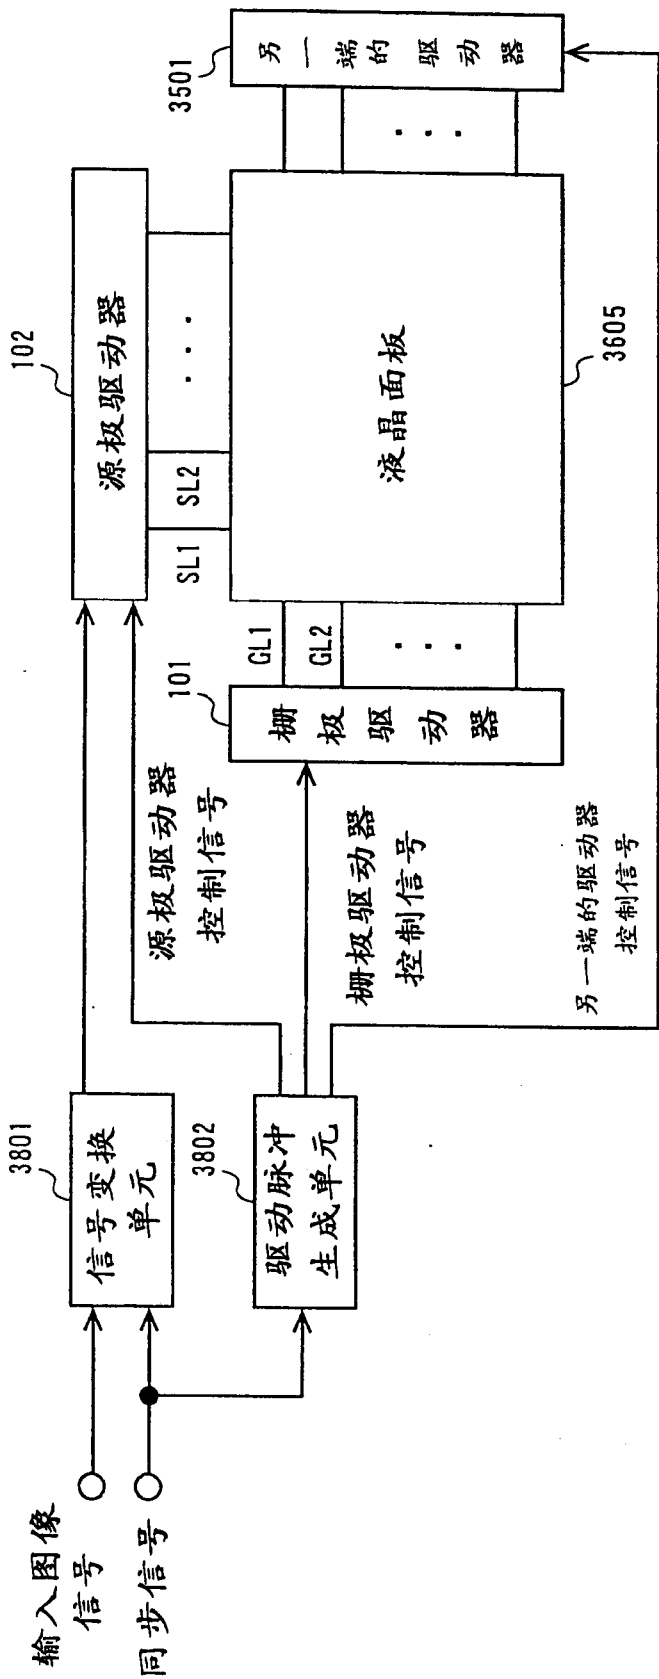 输入图像
信号
同步信号
3801
信号变换
单元
3802
驱动脉冲
生成单元
源极驱动器
控制信号
栅极驱动器
控制信号
另一端的驱动器
控制信号
102
源极驱动器
SL1
SL2
. . .
101
栅极驱动器
GL1
GL2
. . .
液晶面板
3605
. . .
3501
另一端的驱动器